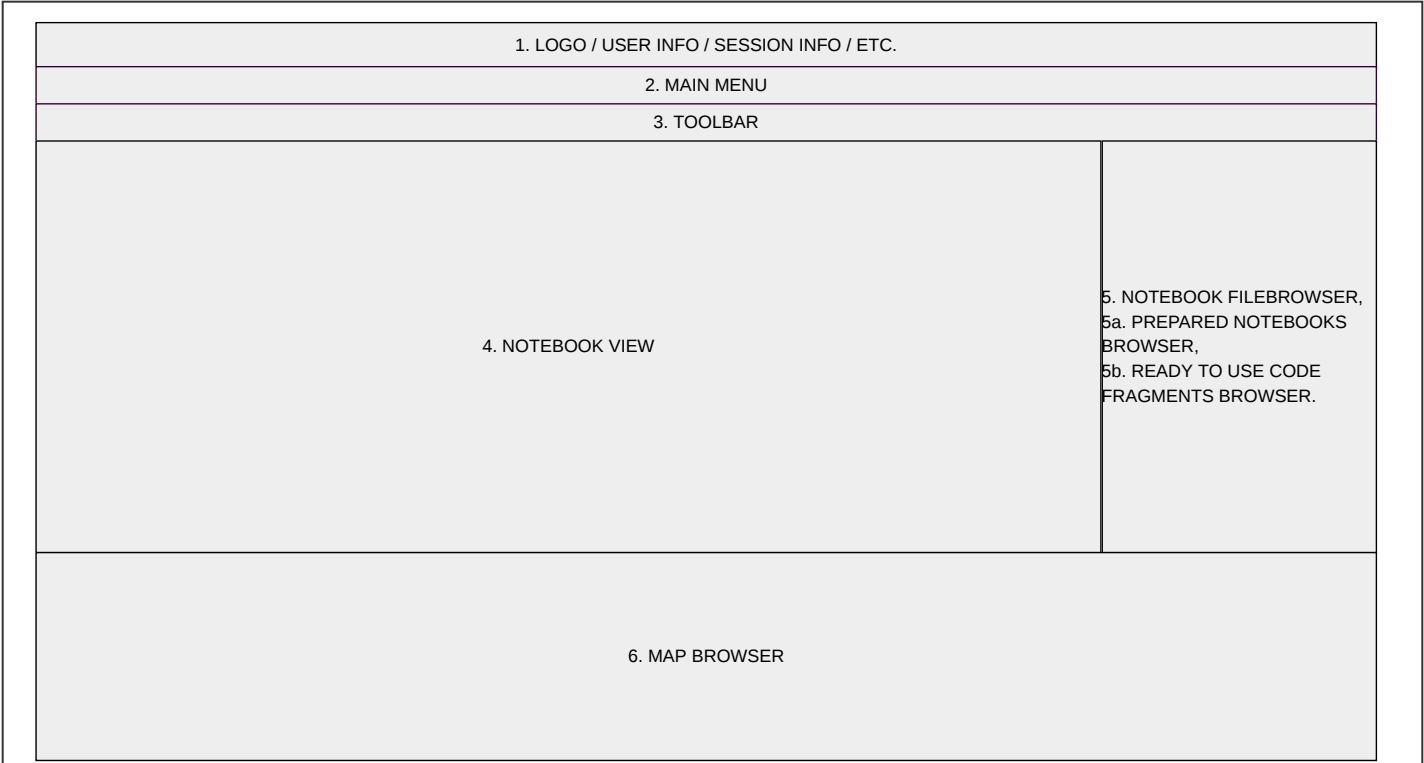 1. LOGO / USER INFO / SESSION INFO / ETC.
2. MAIN MENU
3. TOOLBAR
4. NOTEBOOK VIEW
5. NOTEBOOK FILEBROWSER,
5a. PREPARED NOTEBOOKS
BROWSER,
5b. READY TO USE CODE
FRAGMENTS BROWSER.
6. MAP BROWSER